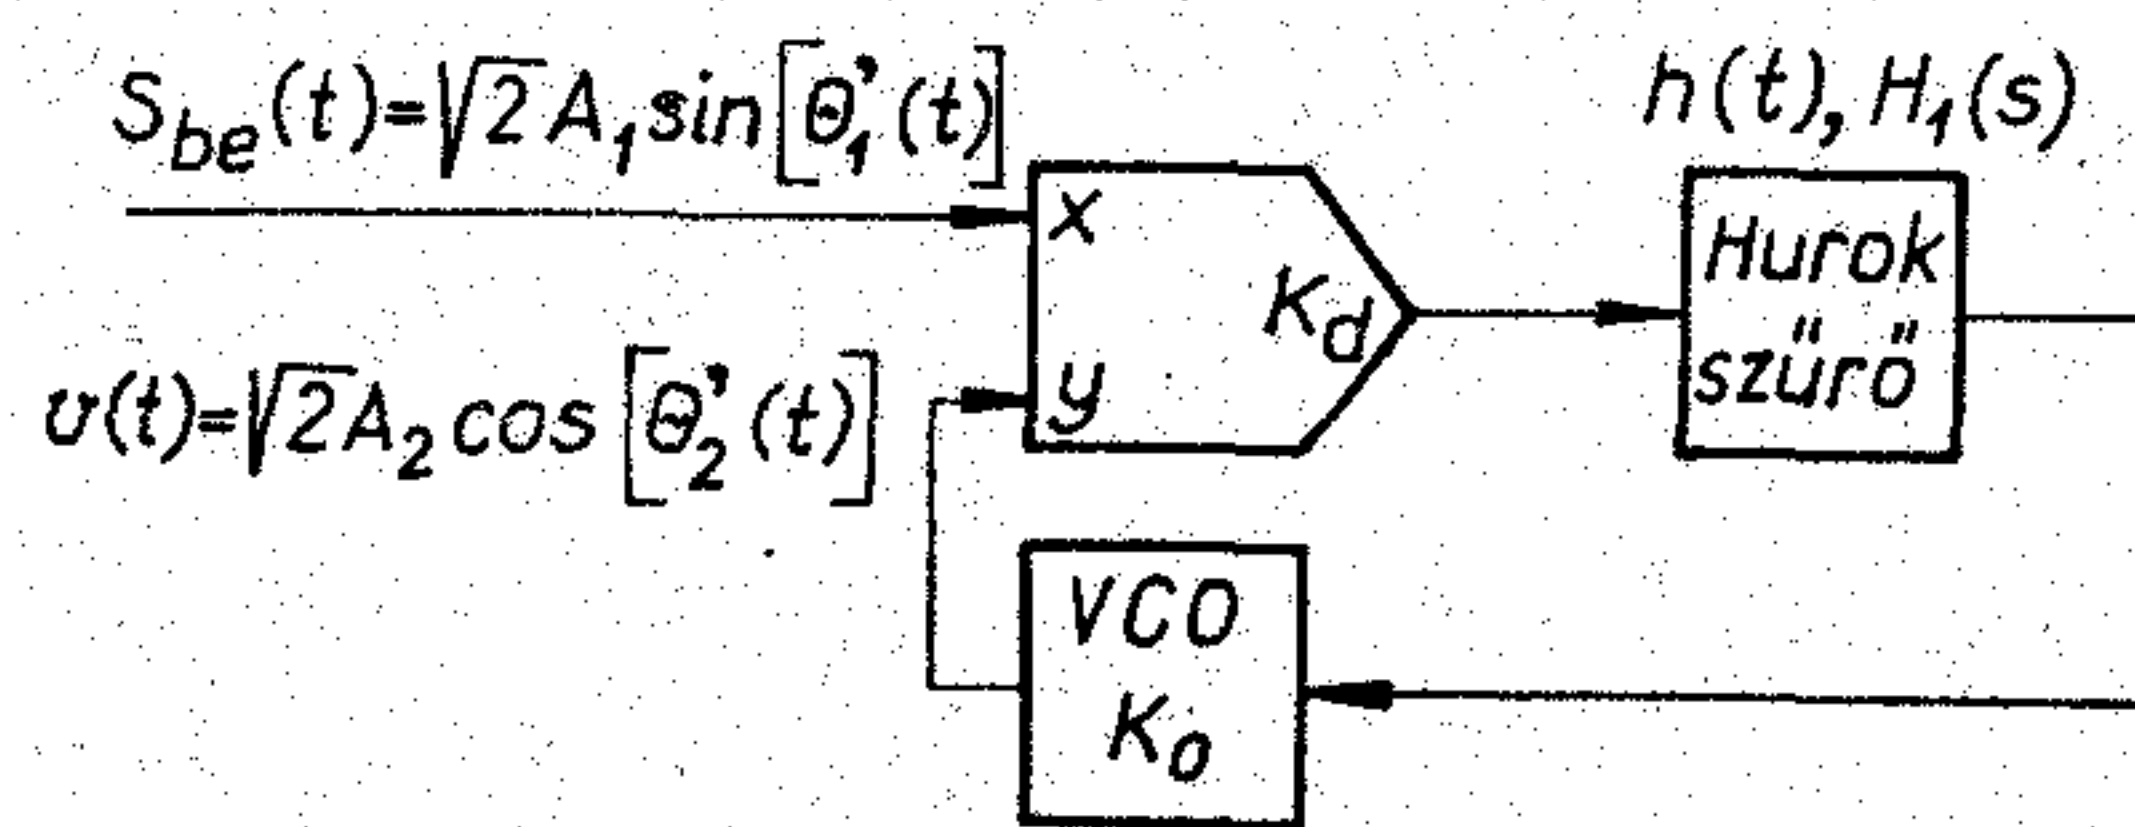 S_be(t)=√2 A₁ sin[Θ₁'(t)]
h(t), H₁(s)
x
K_d
Hurok
szűrő
υ(t)=√2 A₂ cos[Θ₂'(t)]
y
VCO
K₀